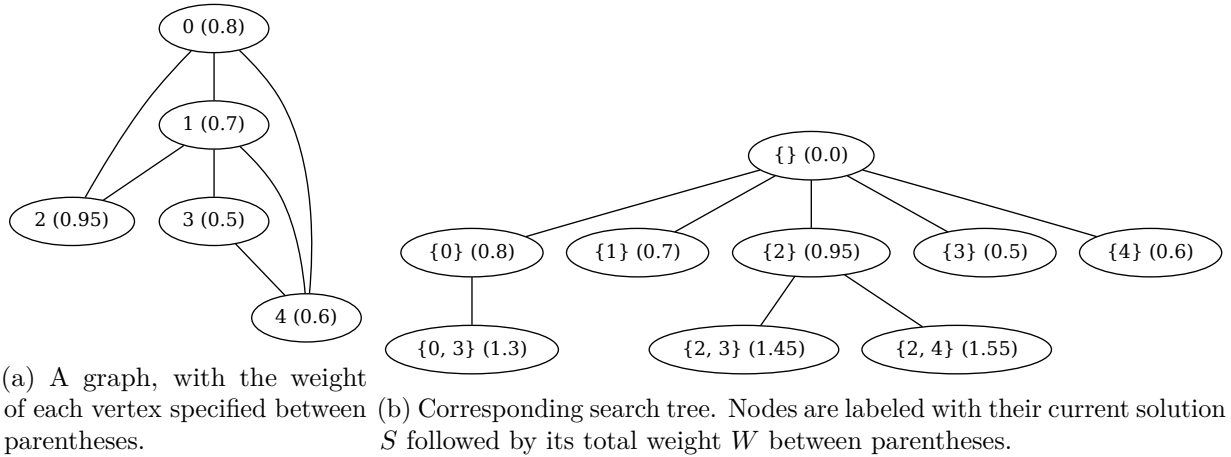 0 (0.8)
1 (0.7)
2 (0.95)
3 (0.5)
4 (0.6)
(a) A graph, with the weight
of each vertex specified between
parentheses.
{} (0.0)
{0} (0.8)
{1} (0.7)
{2} (0.95)
{3} (0.5)
{4} (0.6)
{0, 3} (1.3)
{2, 3} (1.45)
{2, 4} (1.55)
(b) Corresponding search tree. Nodes are labeled with their current solution
S followed by its total weight W between parentheses.